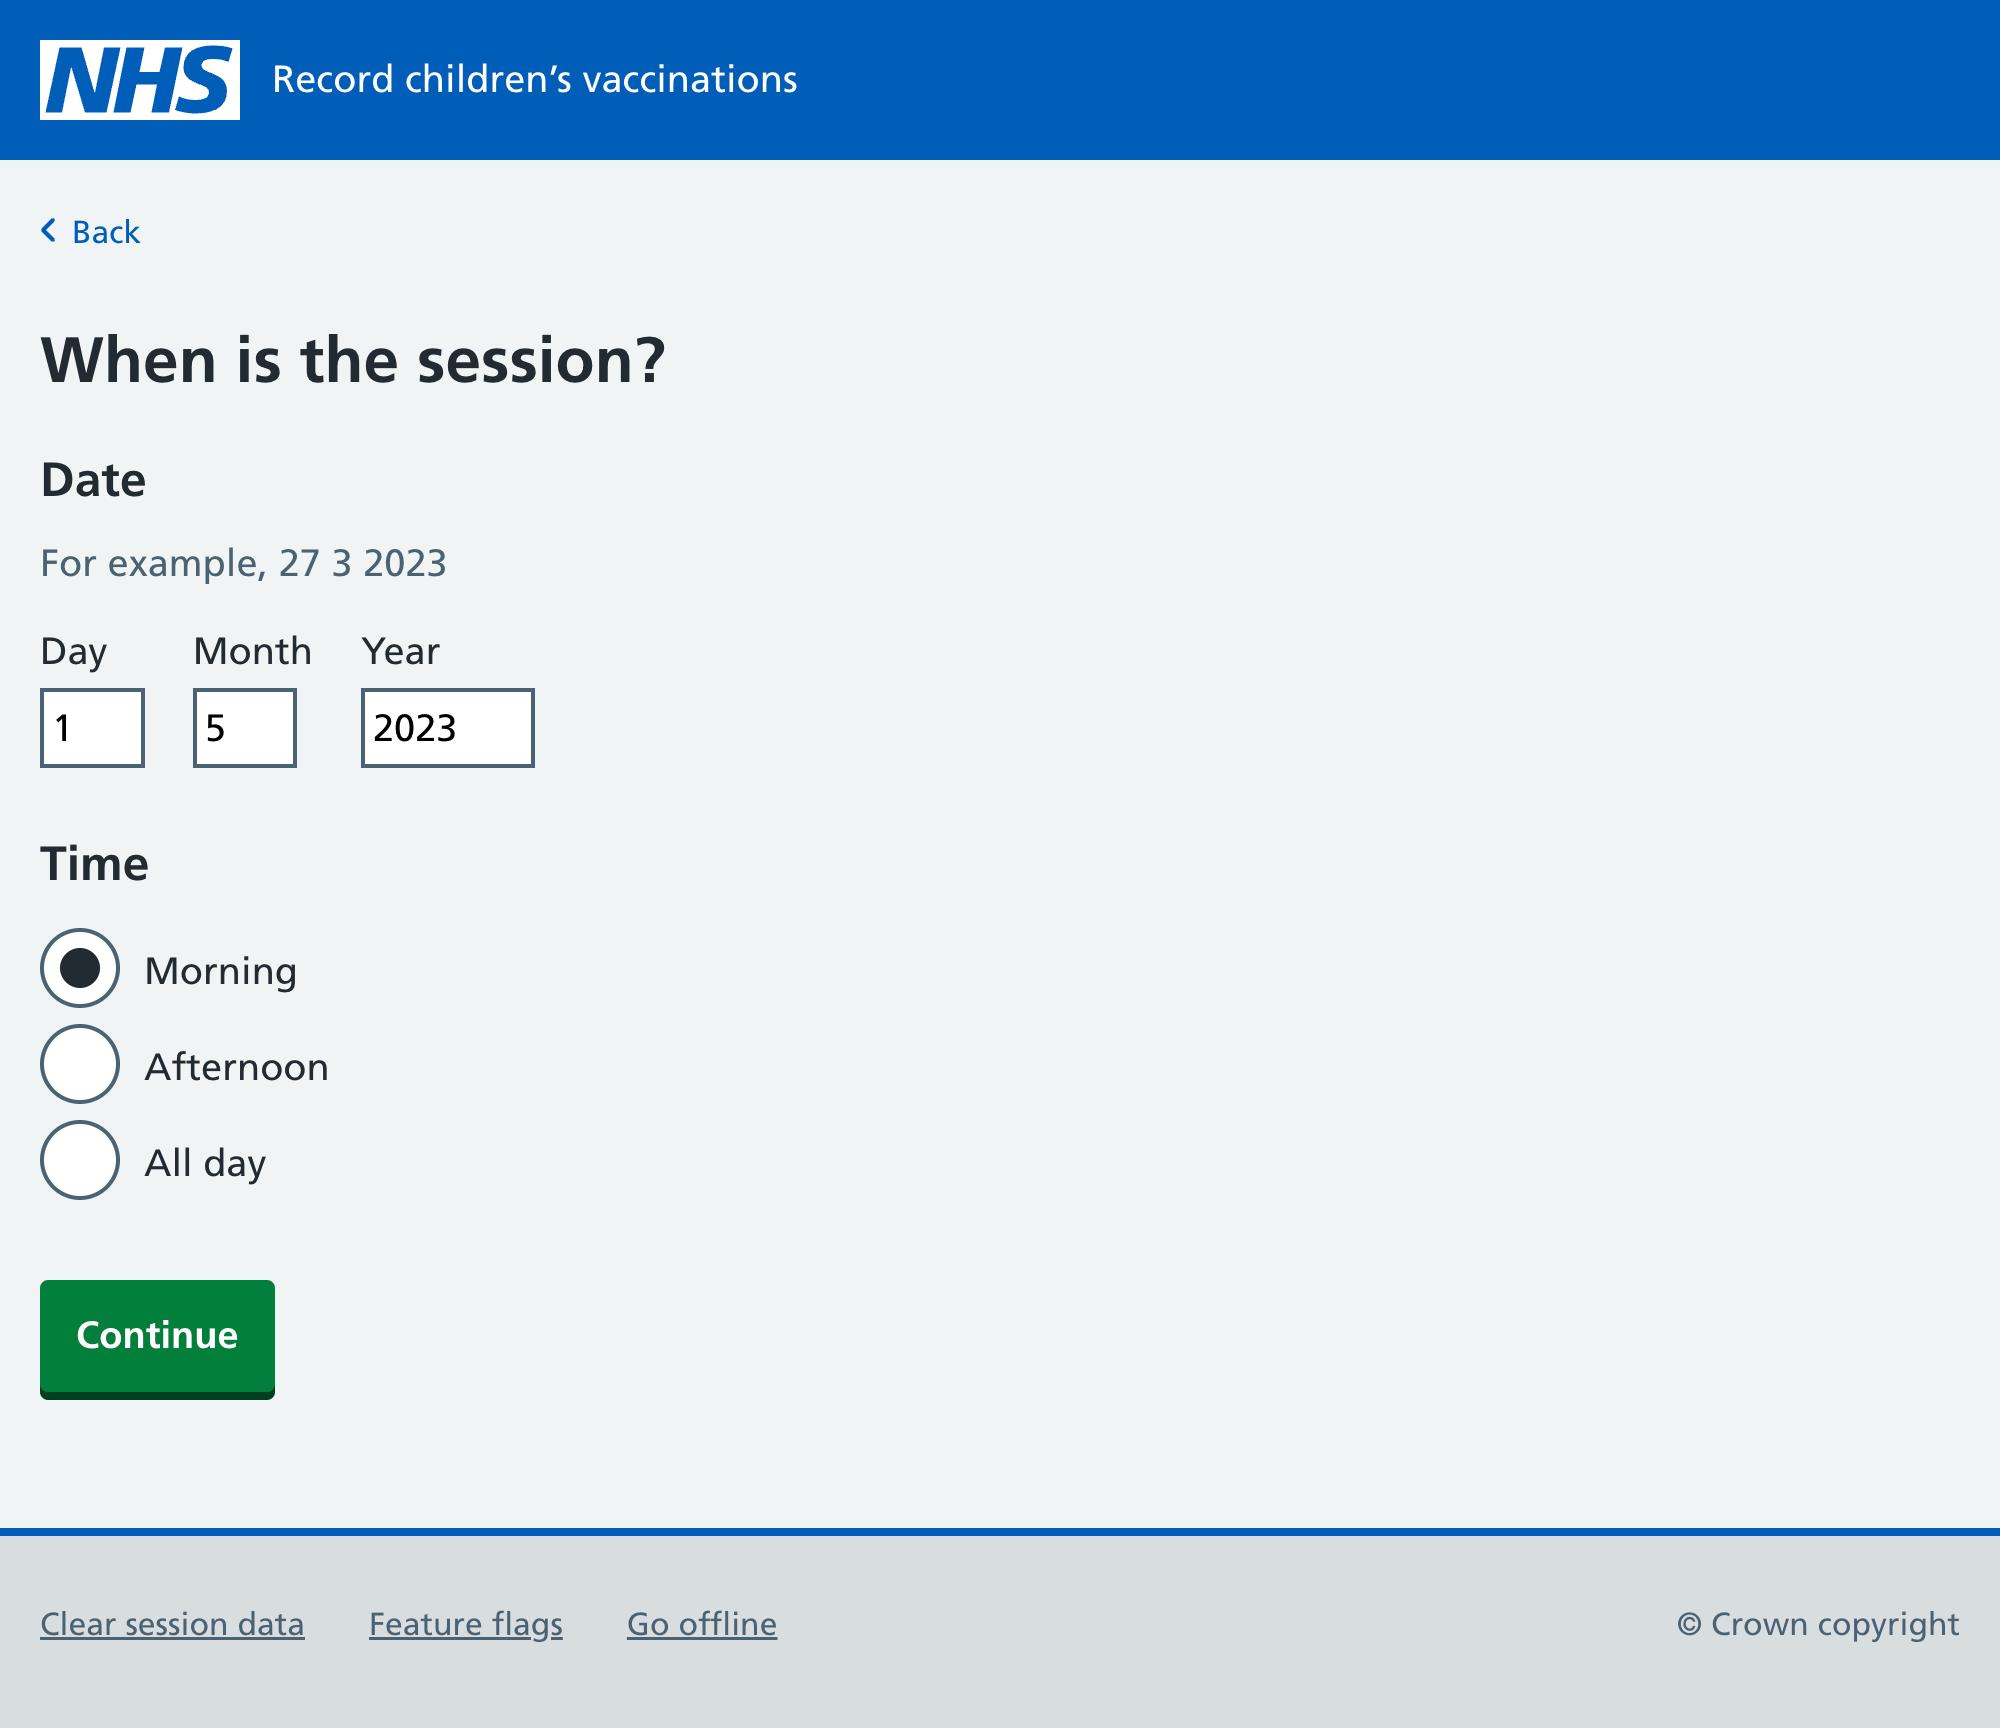 NHS Record children’s vaccinations
Back
When is the session?
Date
For example, 27 3 2023
Day Month Year
1 5 2023
Time
Morning
Afternoon
All day
Continue
Clear session data Feature flags Go offline © Crown copyright